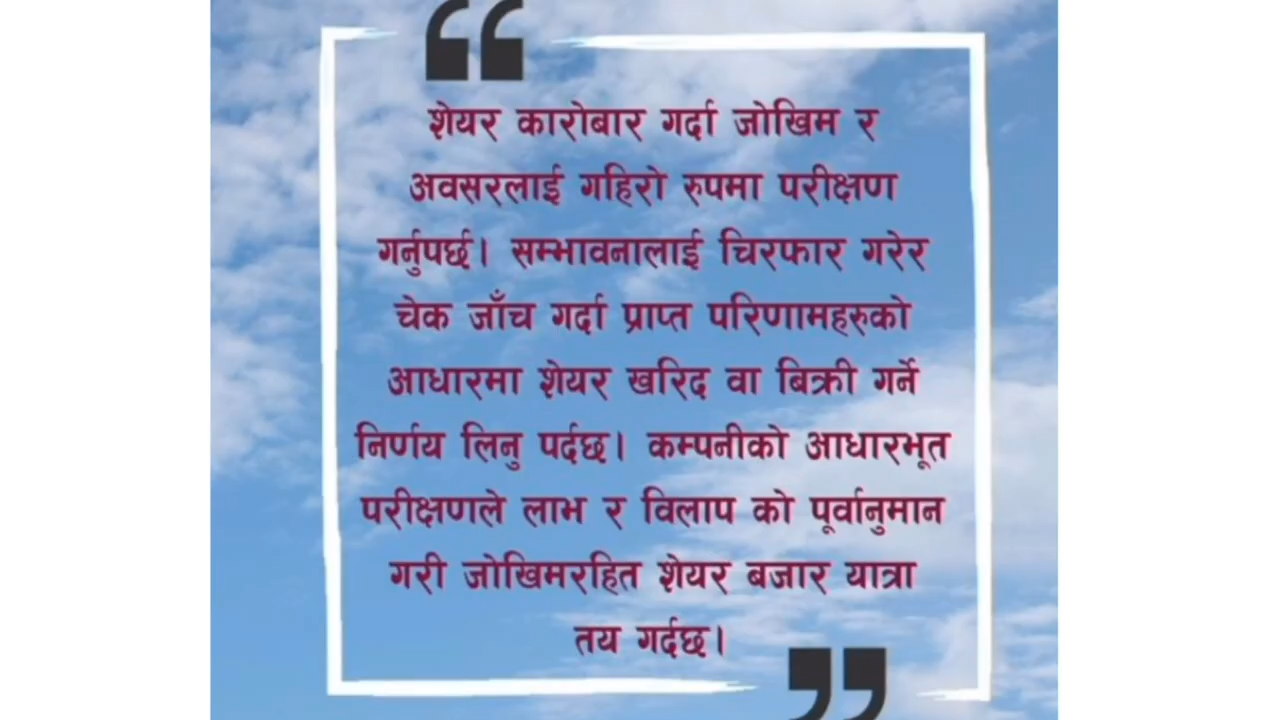 शेयर कारोबार गर्दा जोखिम र
अवसरलाई गहिरो रुपमा परीक्षण
गर्नुपर्छ। सम्भावनालाई चिरफार गरेर
चेक जाँच गर्दा प्राप्त परिणामहरुको
आधारमा शेयर खरिद वा बिक्री गर्ने
निर्णय लिनु पर्दछ। कम्पनीको आधारभूत
परीक्षणले लाभ र विलाप को पूर्वानुमान
गरी जोखिमरहित शेयर बजार यात्रा
तय गर्दछ।